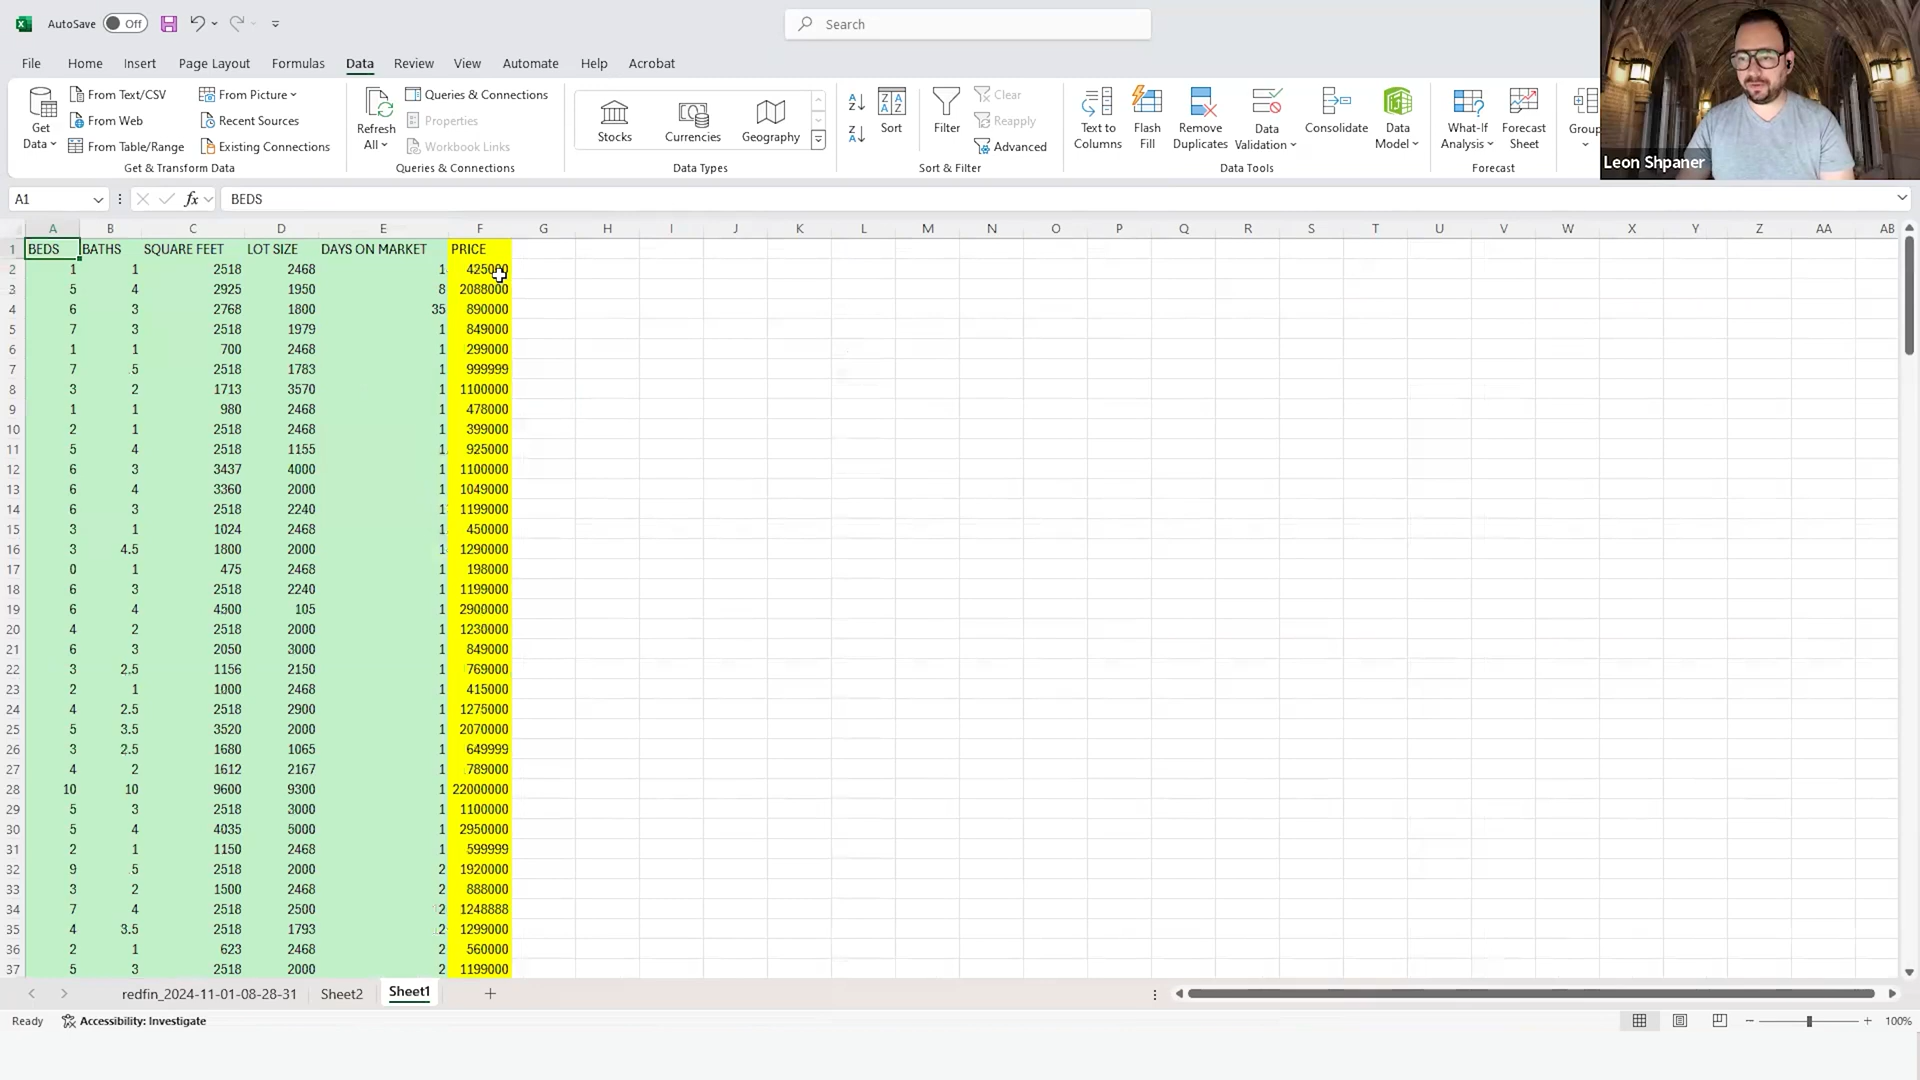 AutoSave Off
Search
File Home Insert Page Layout Formulas Data Review View Automate Help Acrobat
Get Data
From Text/CSV
From Web
From Table/Range
From Picture
Recent Sources
Existing Connections
Get & Transform Data
Refresh All
Queries & Connections
Properties
Workbook Links
Queries & Connections
Stocks
Currencies
Geography
Data Types
Sort
Filter
Clear
Reapply
Advanced
Sort & Filter
Text to Columns
Flash Fill
Remove Duplicates
Data Validation
Consolidate
Data Model
Data Tools
What-If Analysis
Forecast Sheet
Forecast
Group
Leon Shpaner
A1 fx BEDS
A B C D E F G H I J K L M N O P Q R S T U V W X Y Z AA AB
1 BEDS BATHS SQUARE FEET LOT SIZE DAYS ON MARKET PRICE
2 1 1 2518 2468 1 425000
3 5 4 2925 1950 8 2088000
4 6 3 2768 1800 35 890000
5 7 3 2518 1979 1 849000
6 1 1 700 2468 1 299000
7 7 5 2518 1783 1 999999
8 3 2 1713 3570 1 1100000
9 1 1 980 2468 1 478000
10 2 1 2518 2468 1 399000
11 5 4 2518 1155 1 925000
12 6 3 3437 4000 1 1100000
13 6 4 3360 2000 1 1049000
14 6 3 2518 2240 1 1199000
15 3 1 1024 2468 1 450000
16 3 4.5 1800 2000 1 1290000
17 0 1 475 2468 1 198000
18 6 3 2518 2240 1 1199000
19 6 4 4500 105 1 2900000
20 4 2 2518 2000 1 1230000
21 6 3 2050 3000 1 849000
22 3 2.5 1156 2150 1 769000
23 2 1 1000 2468 1 415000
24 4 2.5 2518 2900 1 1275000
25 5 3.5 3520 2000 1 2070000
26 3 2.5 1680 1065 1 649999
27 4 2 1612 2167 1 789000
28 10 10 9600 9300 1 22000000
29 5 3 2518 3000 1 1100000
30 5 4 4035 5000 1 2950000
31 2 1 1150 2468 1 599999
32 9 5 2518 2000 2 1920000
33 3 2 1500 2468 2 888000
34 7 4 2518 2500 2 1248888
35 4 3.5 2518 1793 2 1299000
36 2 1 623 2468 2 560000
37 5 3 2518 2000 2 1199000
redfin_2024-11-01-08-28-31 Sheet2 Sheet1
Ready Accessibility: Investigate 100%